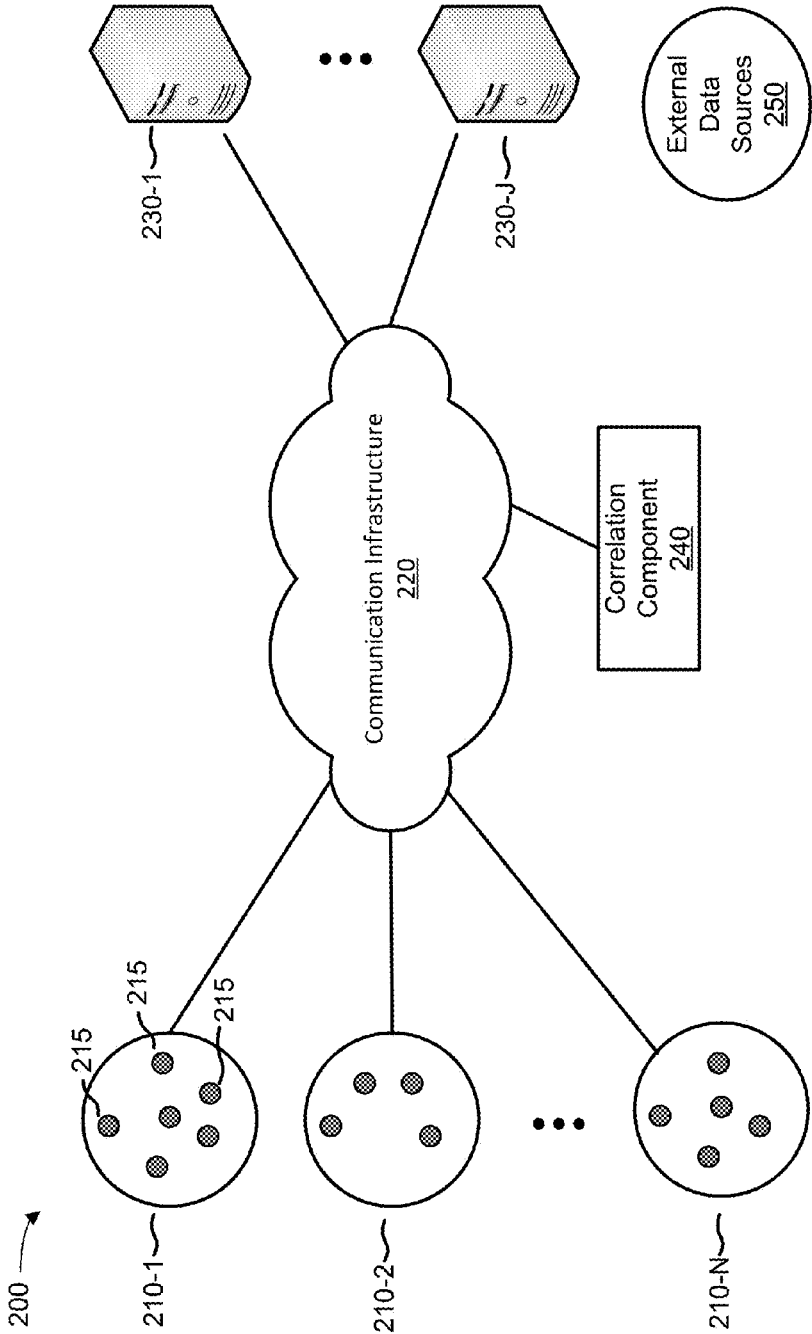 200
210-1
215
215
215
210-2
210-N
Communication Infrastructure
220
Correlation
Component
240
230-1
230-J
External
Data
Sources
250